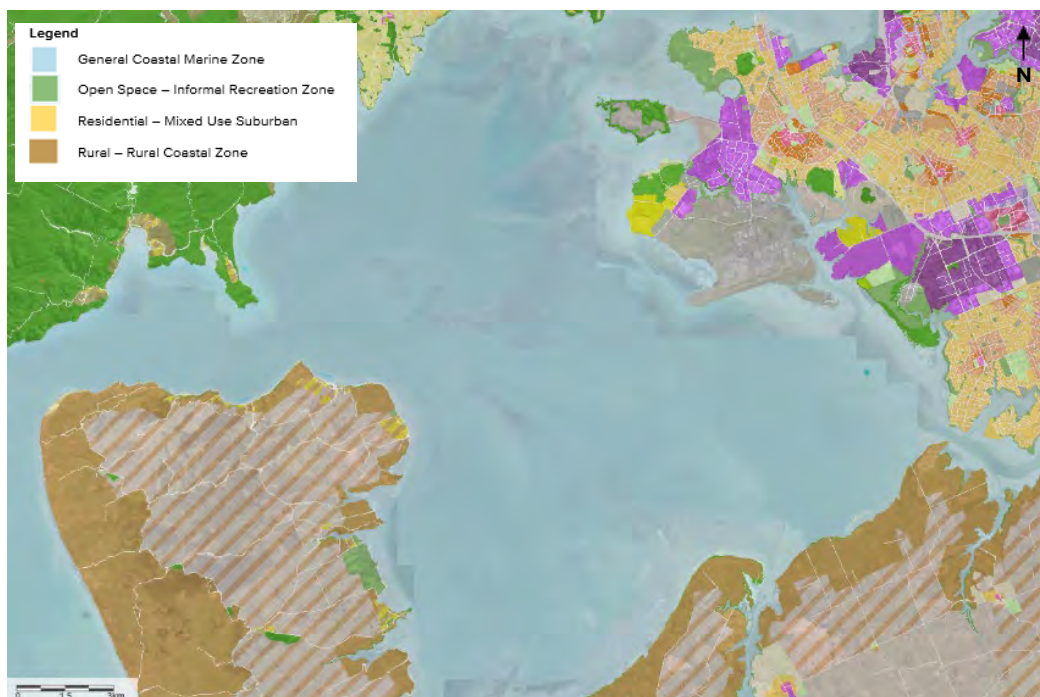 Legend
General Coastal Marine Zone
Open Space – Informal Recreation Zone
Residential – Mixed Use Suburban
Rural – Rural Coastal Zone
N
0 1.5 3km